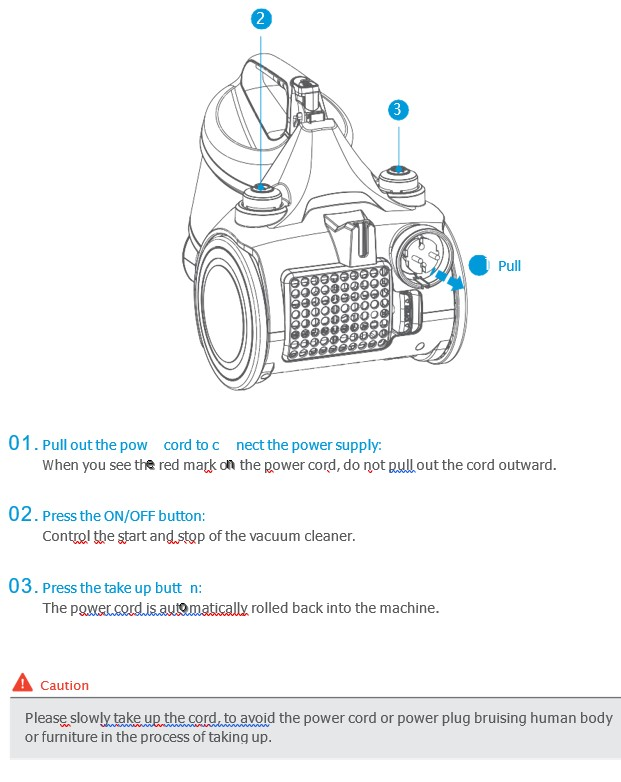 2
3
Pull
01. Pull out the pow cord to c nect the power supply:
When you see the red mark on the power cord, do not pull out the cord outward.
02. Press the ON/OFF button:
Control the start and stop of the vacuum cleaner.
03. Press the take up butt n:
The power cord is automatically rolled back into the machine.
Caution
Please slowly take up the cord, to avoid the power cord or power plug bruising human body
or furniture in the process of taking up.